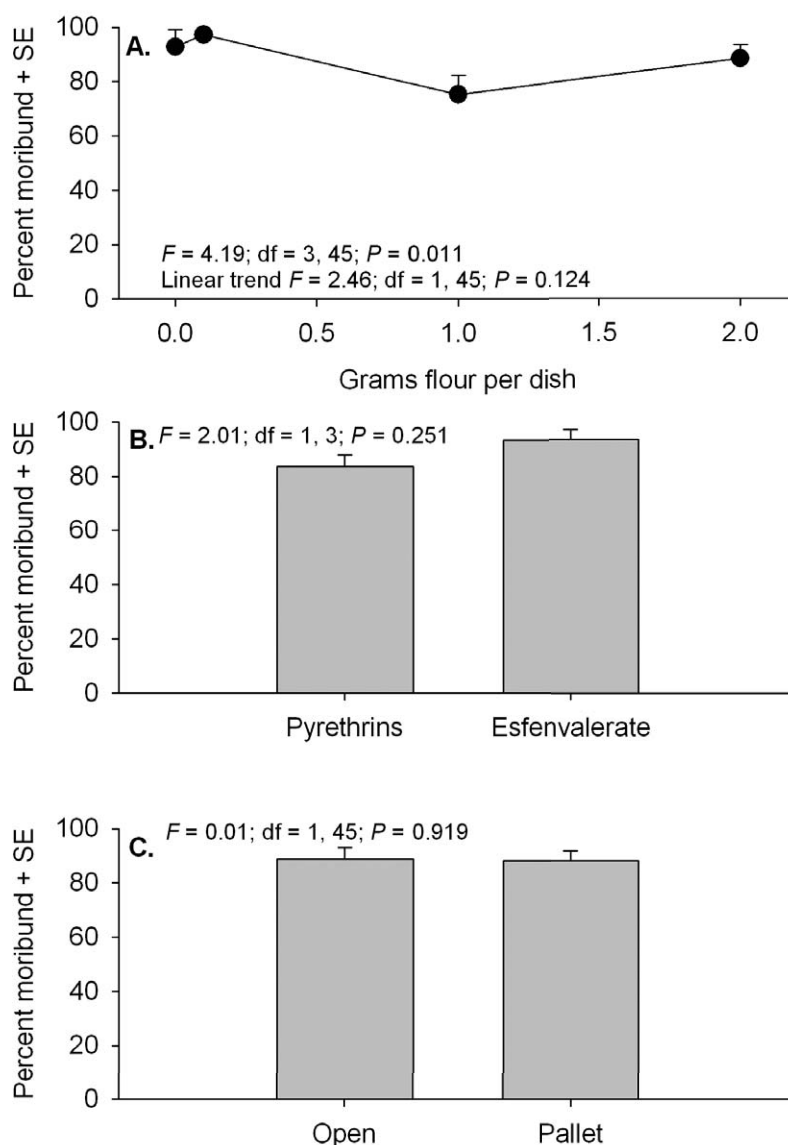 Percent moribund + SE
100
80
60
40
20
0
A.
F = 4.19; df = 3, 45; P = 0.011
Linear trend F = 2.46; df = 1, 45; P = 0.124
0.0 0.5 1.0 1.5 2.0
Grams flour per dish
Percent moribund + SE
100
80
60
40
20
0
B. F = 2.01; df = 1, 3; P = 0.251
Pyrethrins Esfenvalerate
Percent moribund + SE
100
80
60
40
20
0
C. F = 0.01; df = 1, 45; P = 0.919
Open Pallet